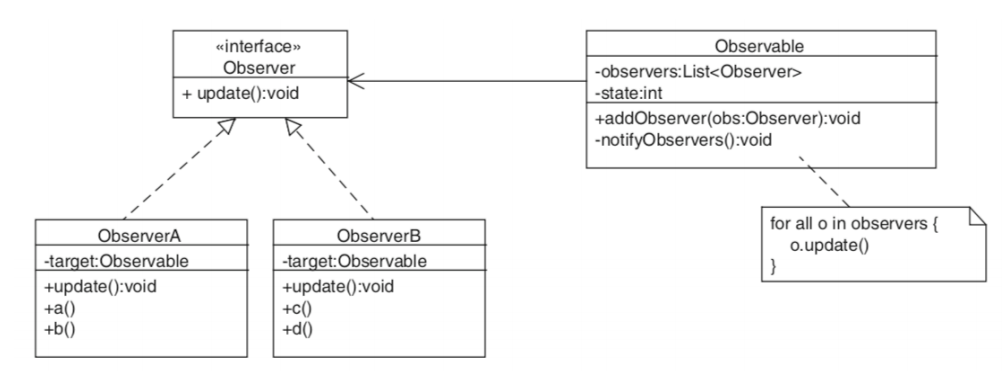 «interface»
Observer
+ update():void
Observable
-observers:List<Observer>
-state:int
+addObserver(obs:Observer):void
-notifyObservers():void
for all o in observers {
o.update()
}
ObserverA
-target:Observable
+update():void
+a()
+b()
ObserverB
-target:Observable
+update():void
+c()
+d()